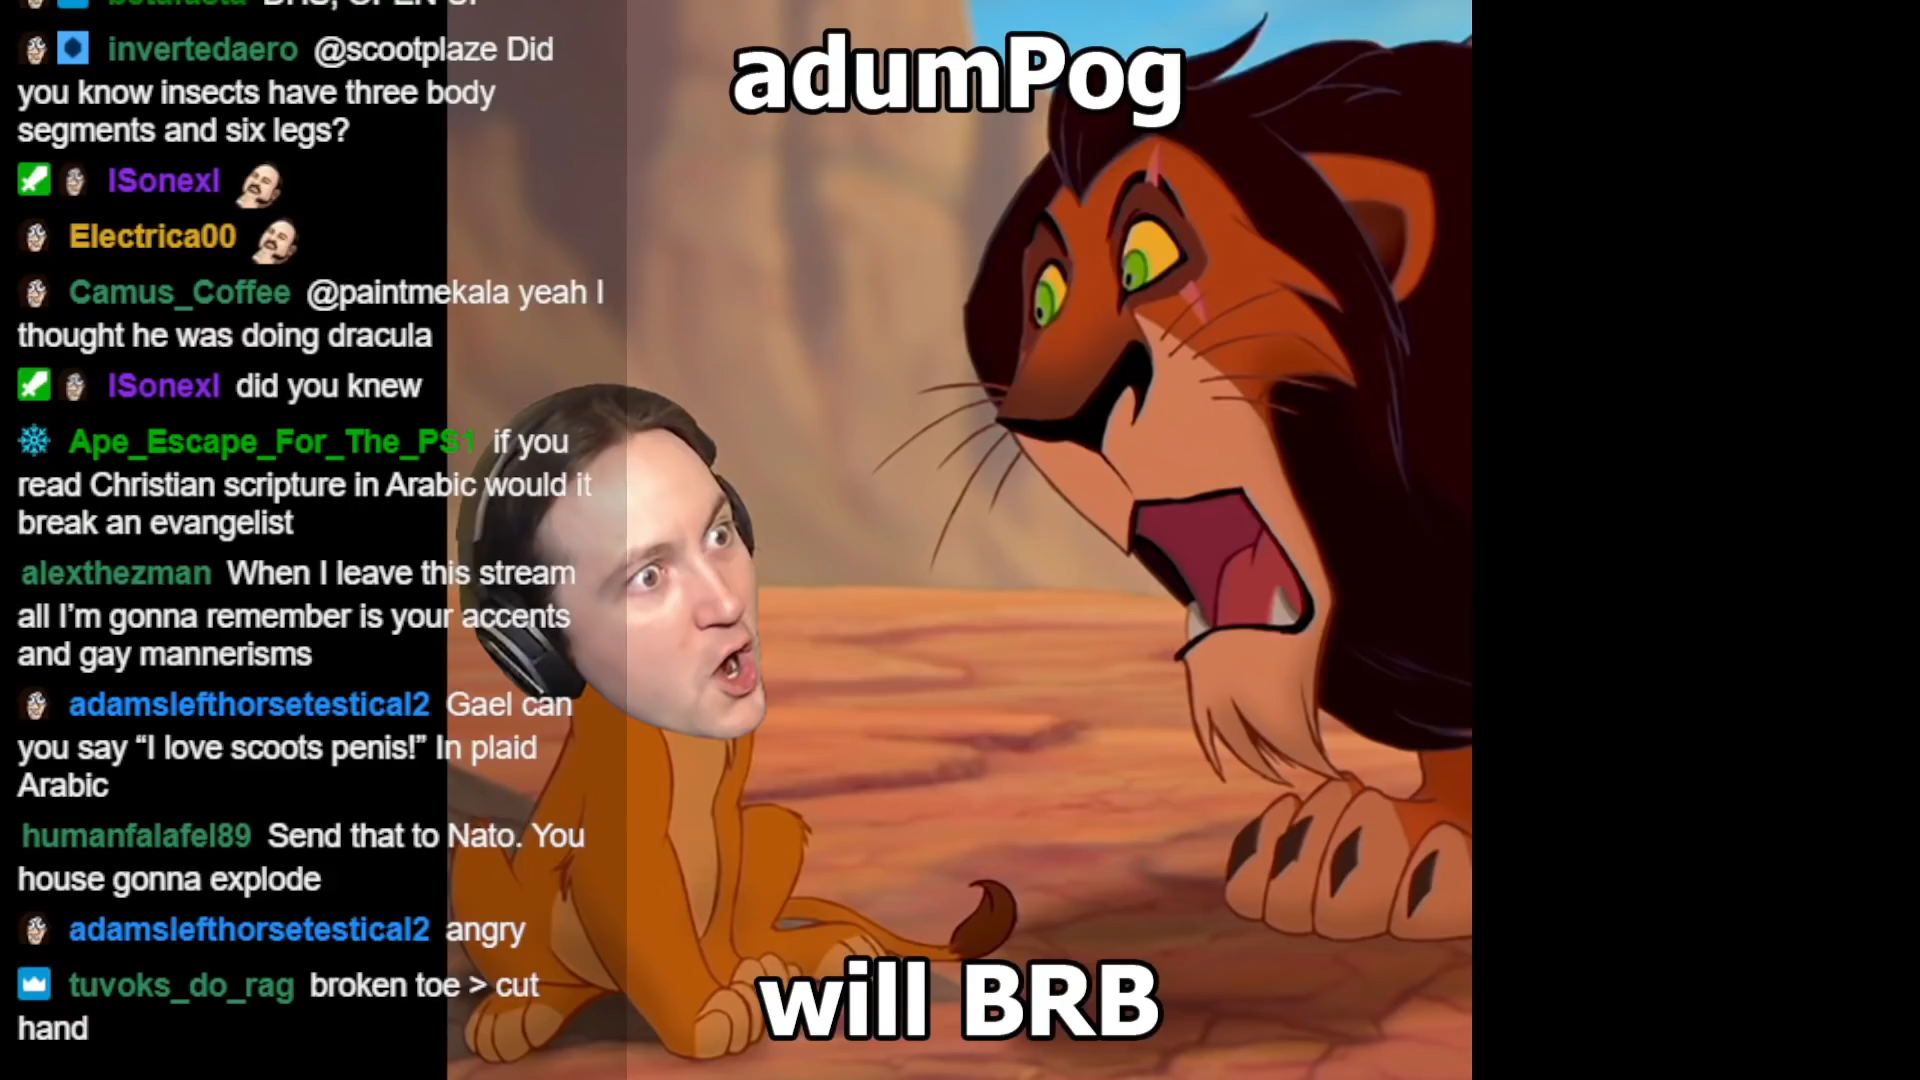 invertedaero @scootplaze Did
you know insects have three body
segments and six legs?
ISonexI
Electrica00
Camus_Coffee @paintmekala yeah I
thought he was doing dracula
ISonexI did you knew
Ape_Escape_For_The_PS1 if you
read Christian scripture in Arabic would it
break an evangelist
alexthezman When I leave this stream
all I’m gonna remember is your accents
and gay mannerisms
adamslefthorsetestical2 Gael can
you say “I love scoots penis!” In plaid
Arabic
humanfalafel89 Send that to Nato. You
house gonna explode
adamslefthorsetestical2 angry
tuvoks_do_rag broken toe > cut
hand
adumPog
will BRB